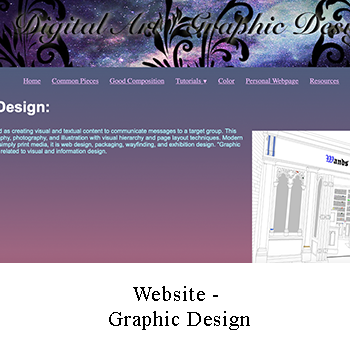 Digital Art - Graphic Desi
Home Common Pieces Good Composition Tutorials ▾ Color Personal Webpage Resources
Design:
d as creating visual and textual content to communicate messages to a target group. This
phy, photography, and illustration with visual hierarchy and page layout techniques. Modern
simply print media, it is web design, packaging, wayfinding, and exhibition design. "Graphic
related to visual and information design.
Wands
Website -
Graphic Design